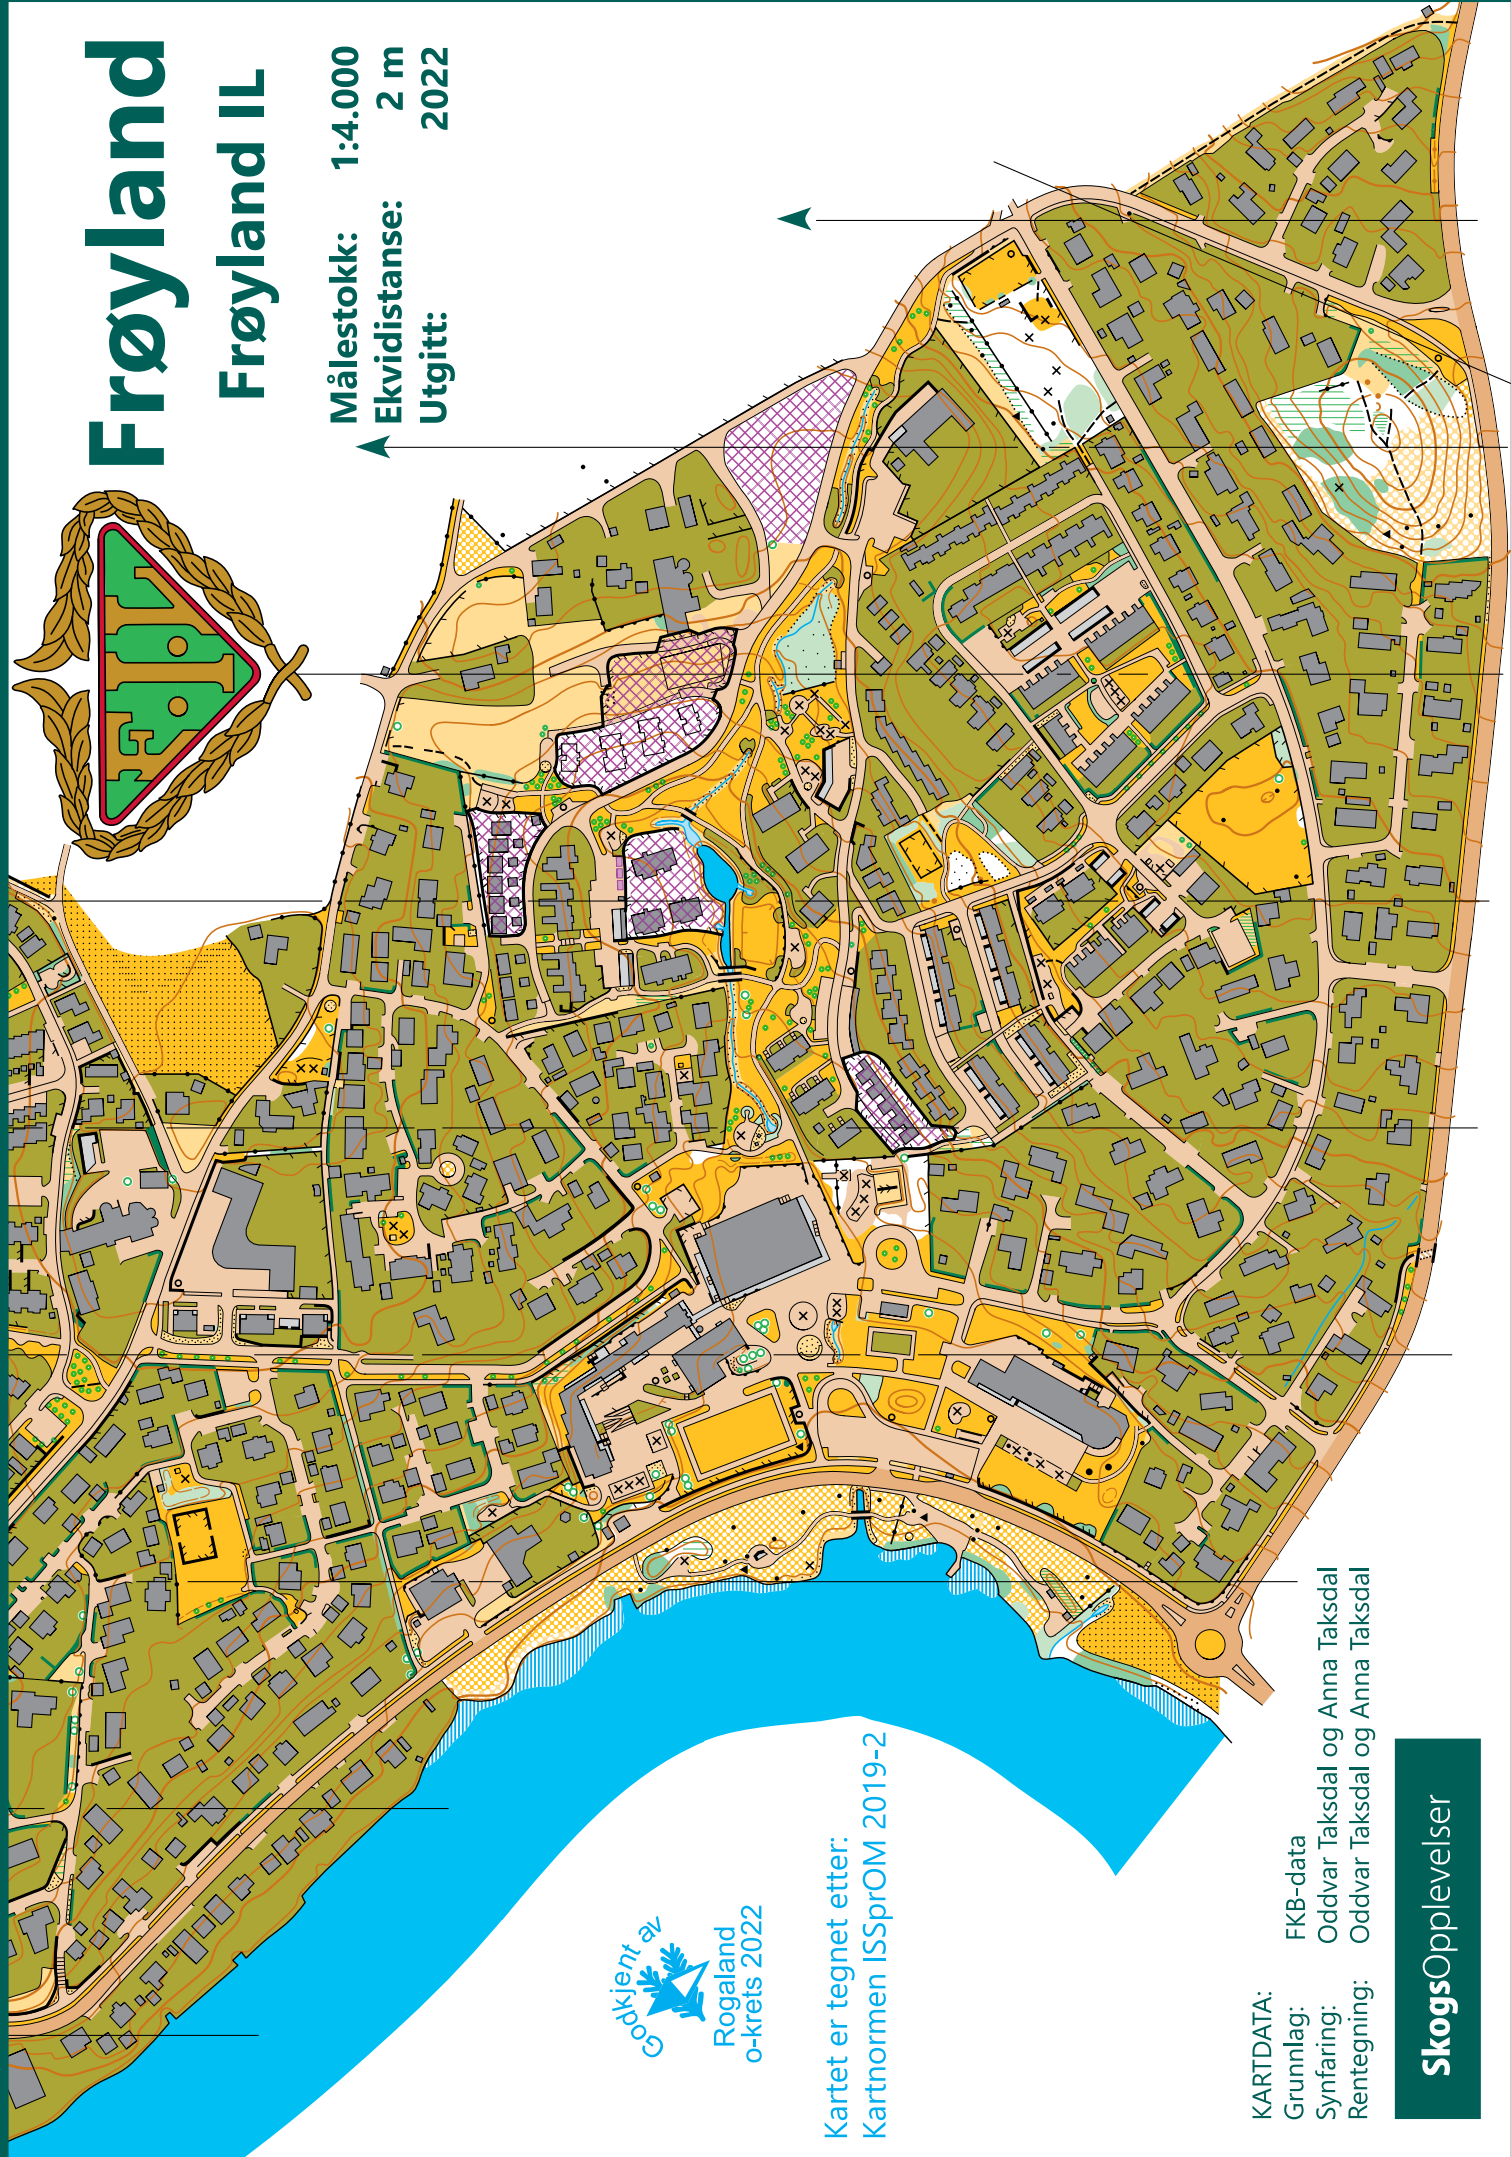 Frøyland
Frøyland IL
Målestokk: 1:4.000
Ekvidistanse: 2 m
Utgitt: 2022
F.I.L
Godkjent av
Rogaland
o-krets 2022
Kartet er tegnet etter:
Kartnormen ISSprOM 2019-2
KARTDATA:
Grunnlag: FKB-data
Synfaring: Oddvar Taksdal og Anna Taksdal
Rentegning: Oddvar Taksdal og Anna Taksdal
SkogsOpplevelser